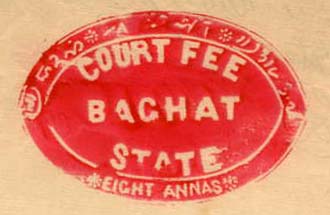 COURT FEE
BAGHAT
STATE
EIGHT ANNAS